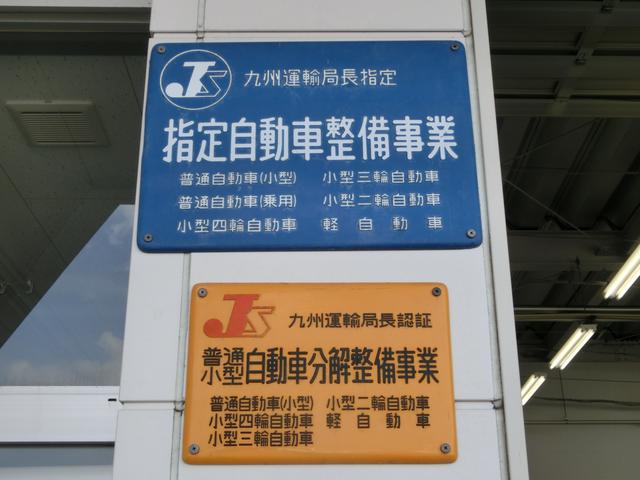 JS 九州運輸局長指定
指定自動車整備事業
普通自動車(小型) 小型三輪自動車
普通自動車(乗用) 小型二輪自動車
小型四輪自動車 軽自動車
JS 九州運輸局長認証
普通小型自動車分解整備事業
普通自動車(小型) 小型二輪自動車
小型四輪自動車 軽自動車
小型三輪自動車